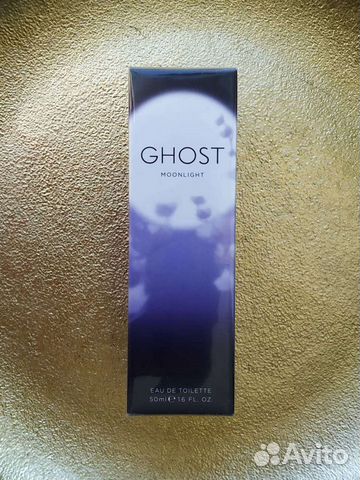 GHOST
MOONLIGHT
EAU DE TOILETTE
50ml ℮ 1.6 FL. OZ.
Avito